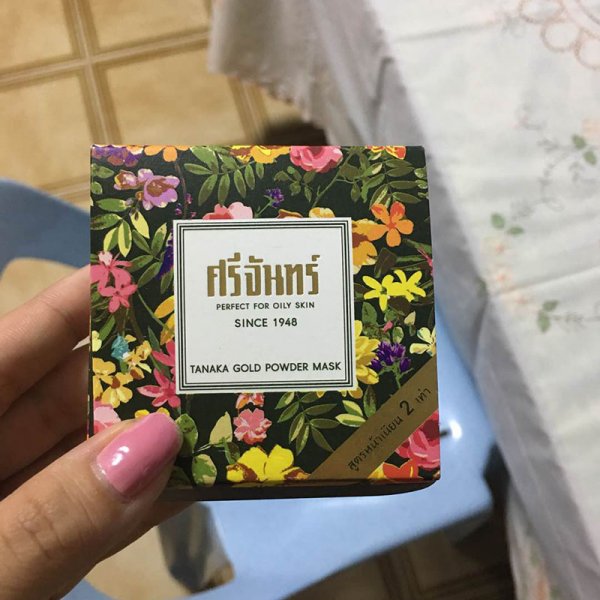 ศรีจันทร์
PERFECT FOR OILY SKIN
SINCE 1948
TANAKA GOLD POWDER MASK
สูตรหน้าเนียน 2 เท่า